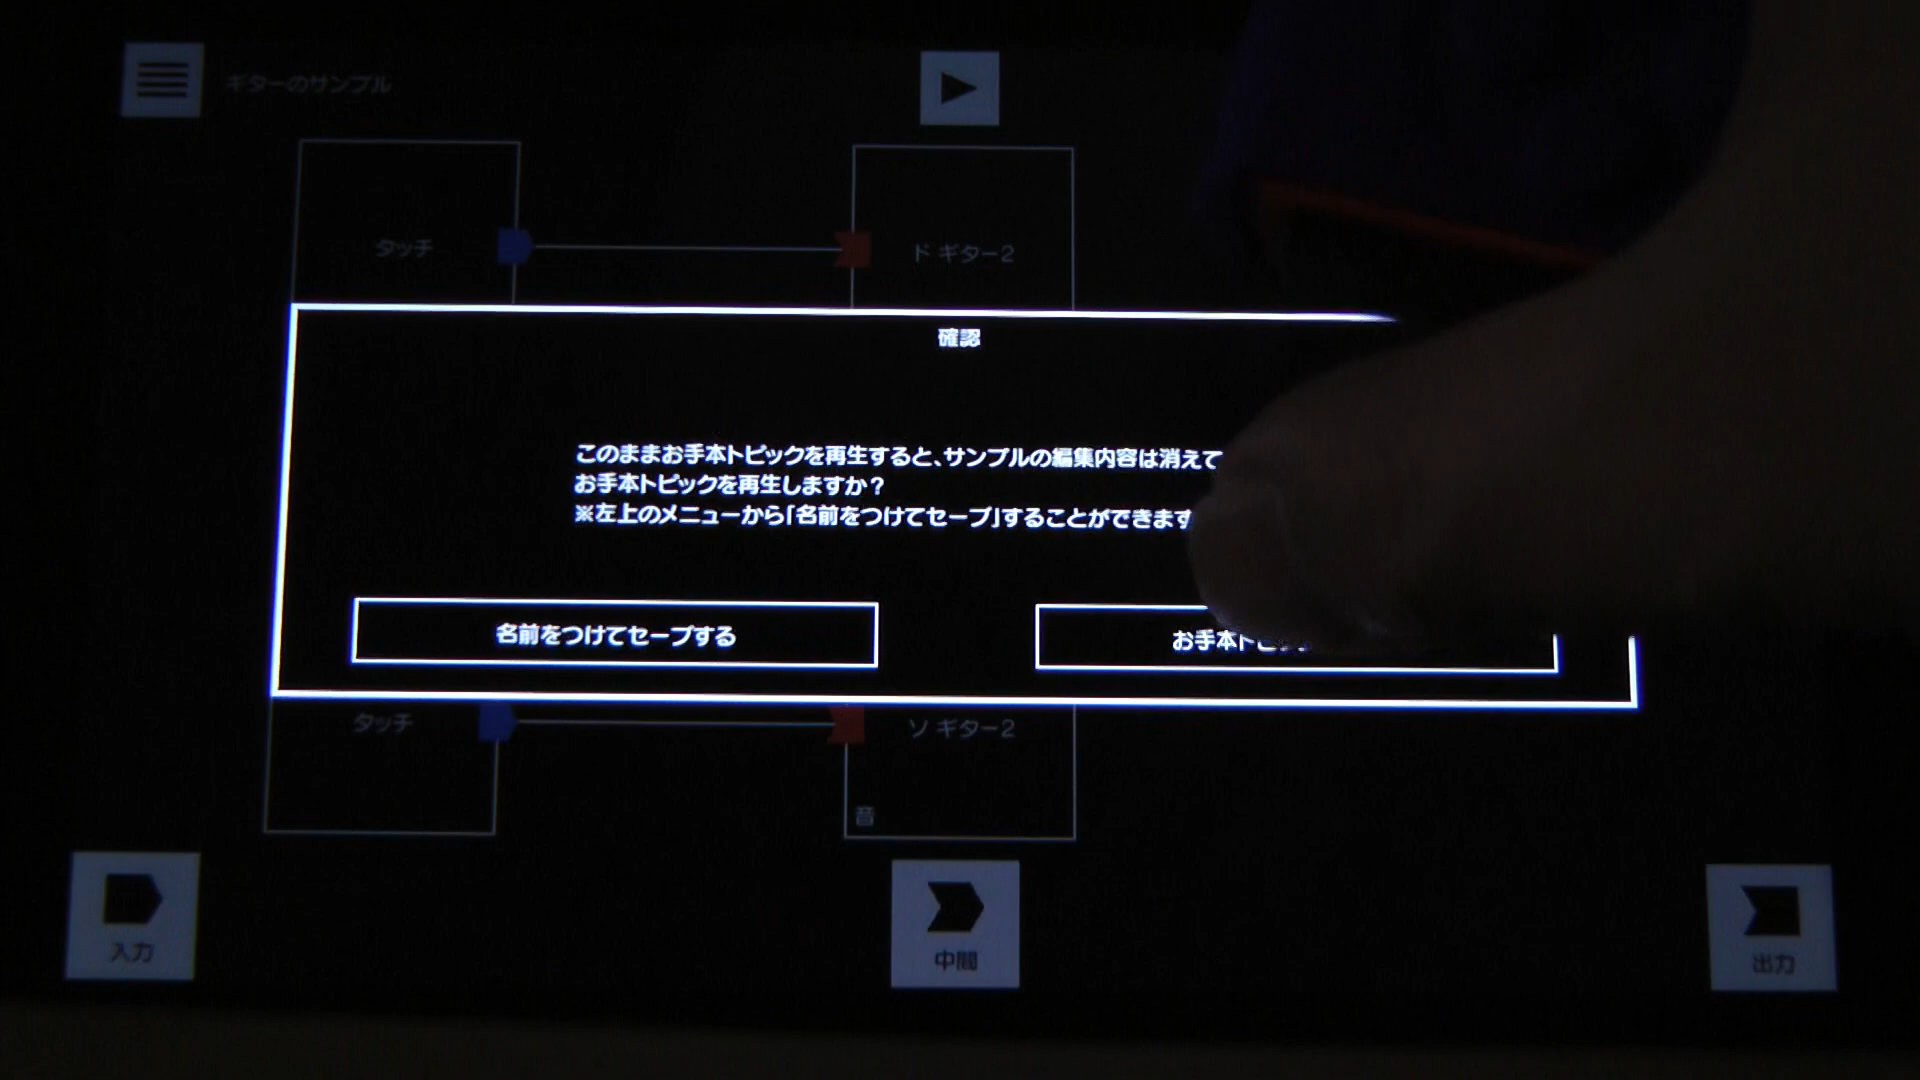 ギターのサンプル
タッチ
ド ギター2
確認
このままお手本トピックを再生すると、サンプルの編集内容は消えて
お手本トピックを再生しますか?
※左上のメニューから「名前をつけてセーブ」することができます
名前をつけてセーブする
お手本トピッ
タッチ
ソ ギター2
音
入力
中間
出力